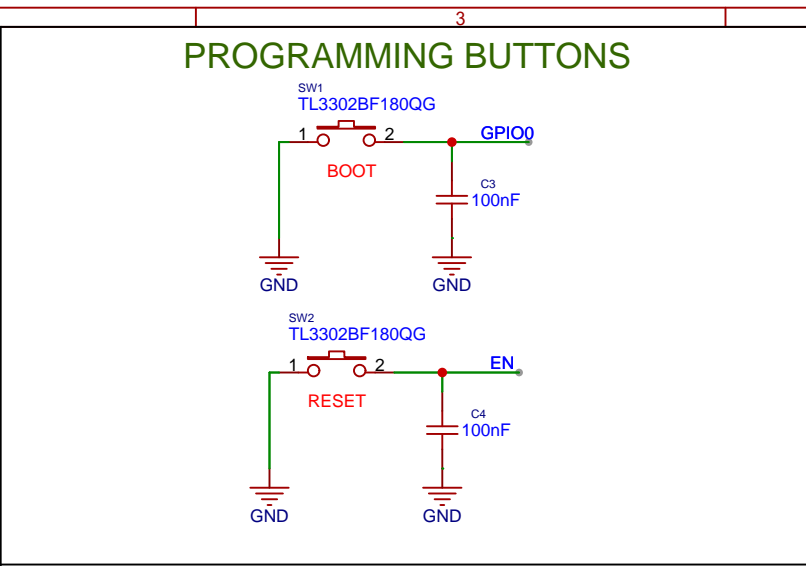 3
PROGRAMMING BUTTONS
SW1
TL3302BF180QG
1 2 GPIO0
BOOT
C3
100nF
GND GND
SW2
TL3302BF180QG
1 2 EN
RESET
C4
100nF
GND GND